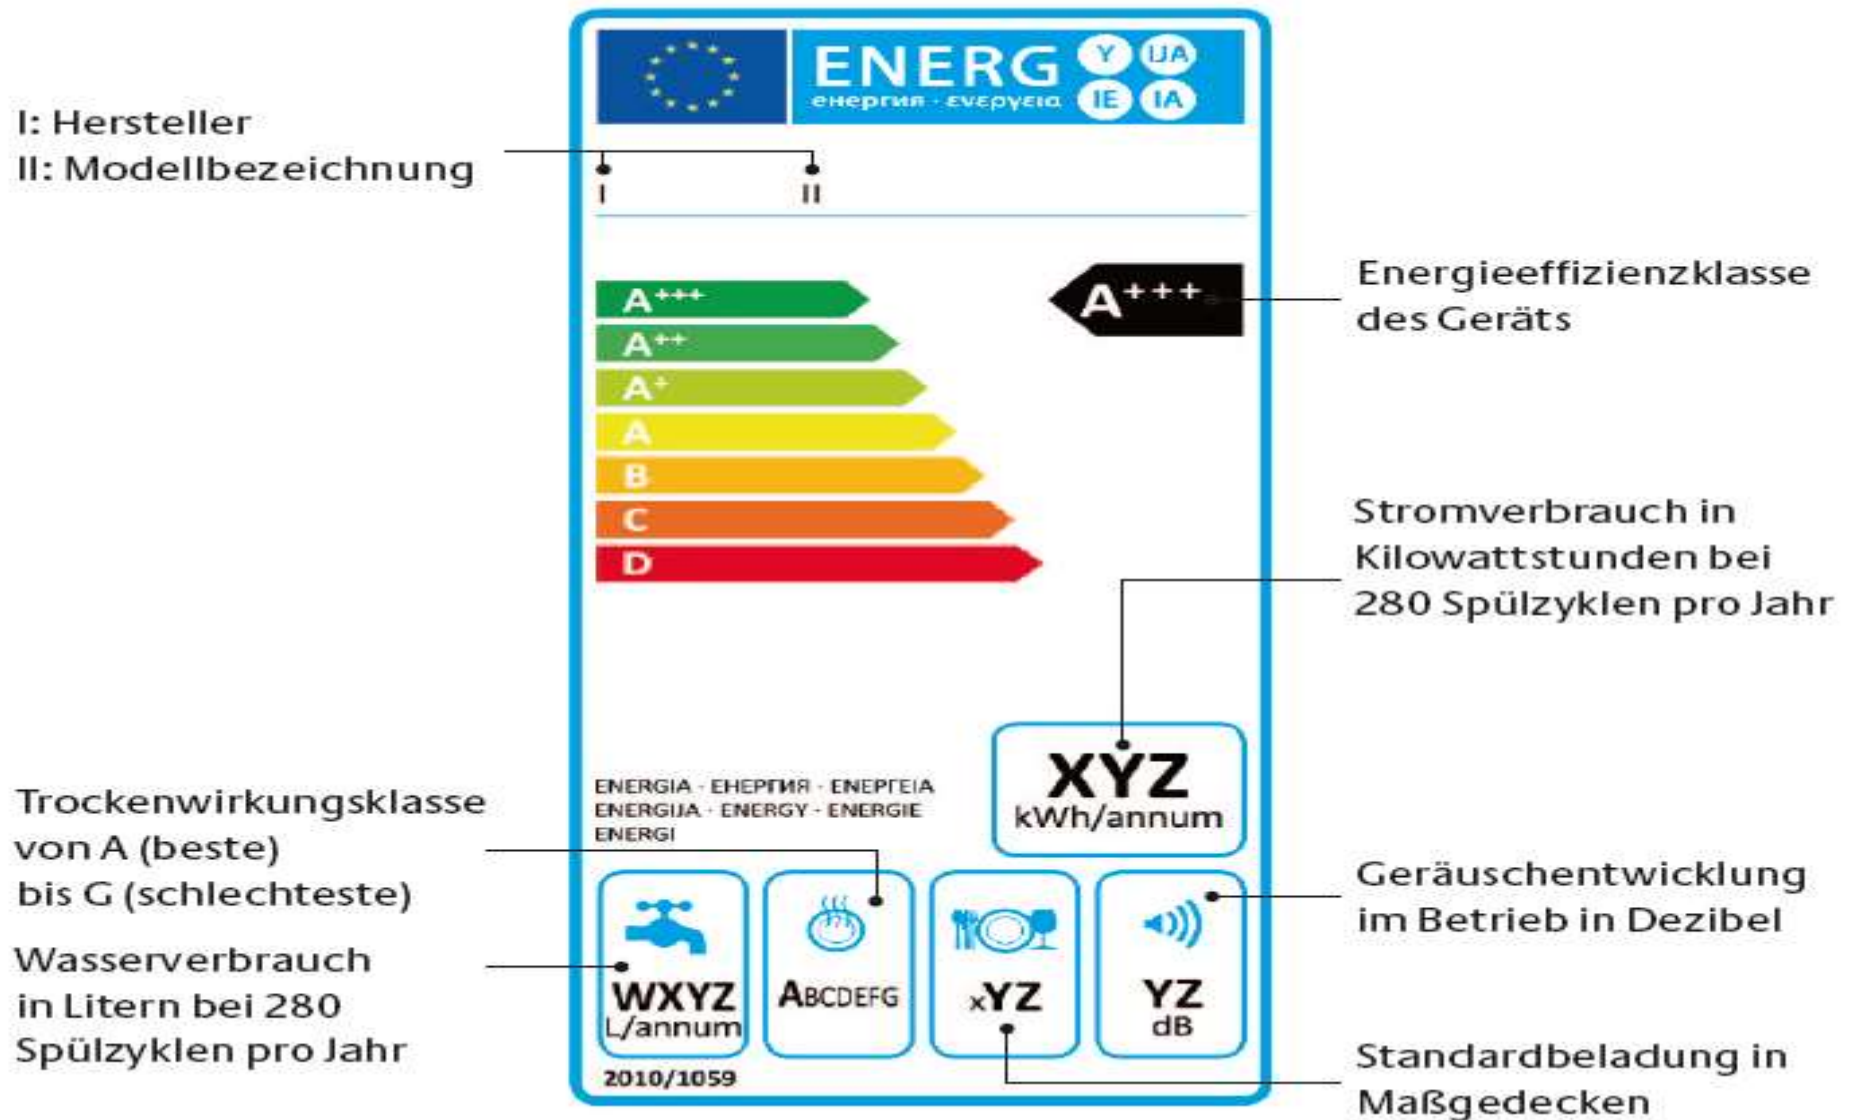 ENERG Y IJA
енергия · ενεργεια IE IA
I: Hersteller
II: Modellbezeichnung
I II
A+++
A++
A+
A
B
C
D
A+++
Energieeffizienzklasse
des Geräts
Stromverbrauch in
Kilowattstunden bei
280 Spülzyklen pro Jahr
XYZ
kWh/annum
ENERGIA · ЕНЕРГИЯ · ΕΝΕΡΓΕΙΑ
ENERGIJA · ENERGY · ENERGIE
ENERGI
Trockenwirkungsklasse
von A (beste)
bis G (schlechteste)
Wasserverbrauch
in Litern bei 280
Spülzyklen pro Jahr
WXYZ
L/annum
ABCDEFG
xYZ
YZ
dB
Geräuschentwicklung
im Betrieb in Dezibel
Standardbeladung in
Maßgedecken
2010/1059